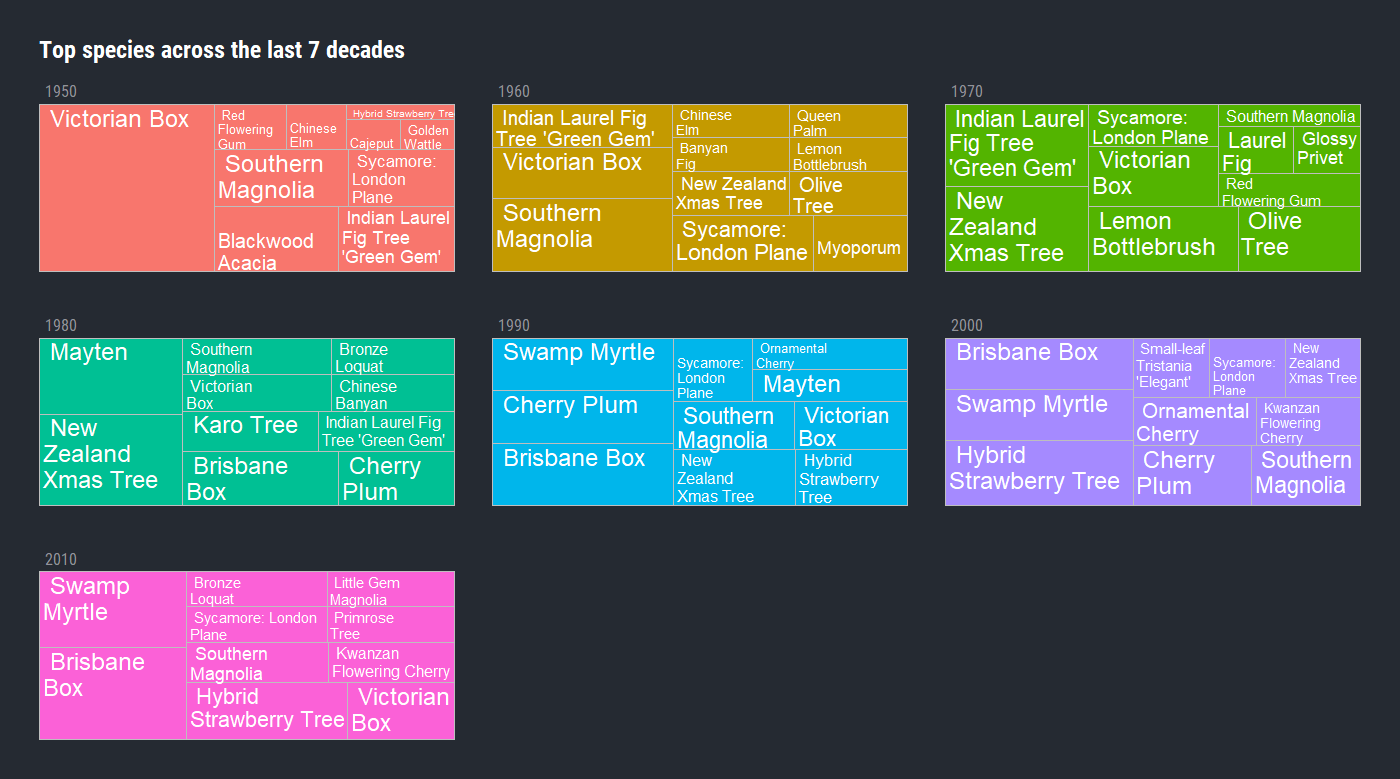 Top species across the last 7 decades
1950
Victorian Box
Red
Flowering
Gum
Chinese
Elm
Hybrid Strawberry Tre
Cajeput
Golden
Wattle
Southern
Magnolia
Sycamore:
London
Plane
Blackwood
Acacia
Indian Laurel
Fig Tree
'Green Gem'
1960
Indian Laurel Fig
Tree 'Green Gem'
Victorian Box
Southern
Magnolia
Chinese
Elm
Queen
Palm
Banyan
Fig
Lemon
Bottlebrush
New Zealand
Xmas Tree
Olive
Tree
Sycamore:
London Plane
Myoporum
1970
Indian Laurel
Fig Tree
'Green Gem'
New
Zealand
Xmas Tree
Sycamore:
London Plane
Victorian
Box
Southern Magnolia
Laurel
Fig
Glossy
Privet
Red
Flowering Gum
Lemon
Bottlebrush
Olive
Tree
1980
Mayten
New
Zealand
Xmas Tree
Southern
Magnolia
Bronze
Loquat
Victorian
Box
Chinese
Banyan
Karo Tree
Indian Laurel Fig
Tree 'Green Gem'
Brisbane
Box
Cherry
Plum
1990
Swamp Myrtle
Cherry Plum
Brisbane Box
Sycamore:
London
Plane
Ornamental
Cherry
Mayten
Southern
Magnolia
Victorian
Box
New
Zealand
Xmas Tree
Hybrid
Strawberry
Tree
2000
Brisbane Box
Swamp Myrtle
Hybrid
Strawberry Tree
Small-leaf
Tristania
'Elegant'
Sycamore:
London
Plane
New
Zealand
Xmas Tree
Ornamental
Cherry
Kwanzan
Flowering
Cherry
Cherry
Plum
Southern
Magnolia
2010
Swamp
Myrtle
Brisbane
Box
Bronze
Loquat
Little Gem
Magnolia
Sycamore: London
Plane
Primrose
Tree
Southern
Magnolia
Kwanzan
Flowering Cherry
Hybrid
Strawberry Tree
Victorian
Box